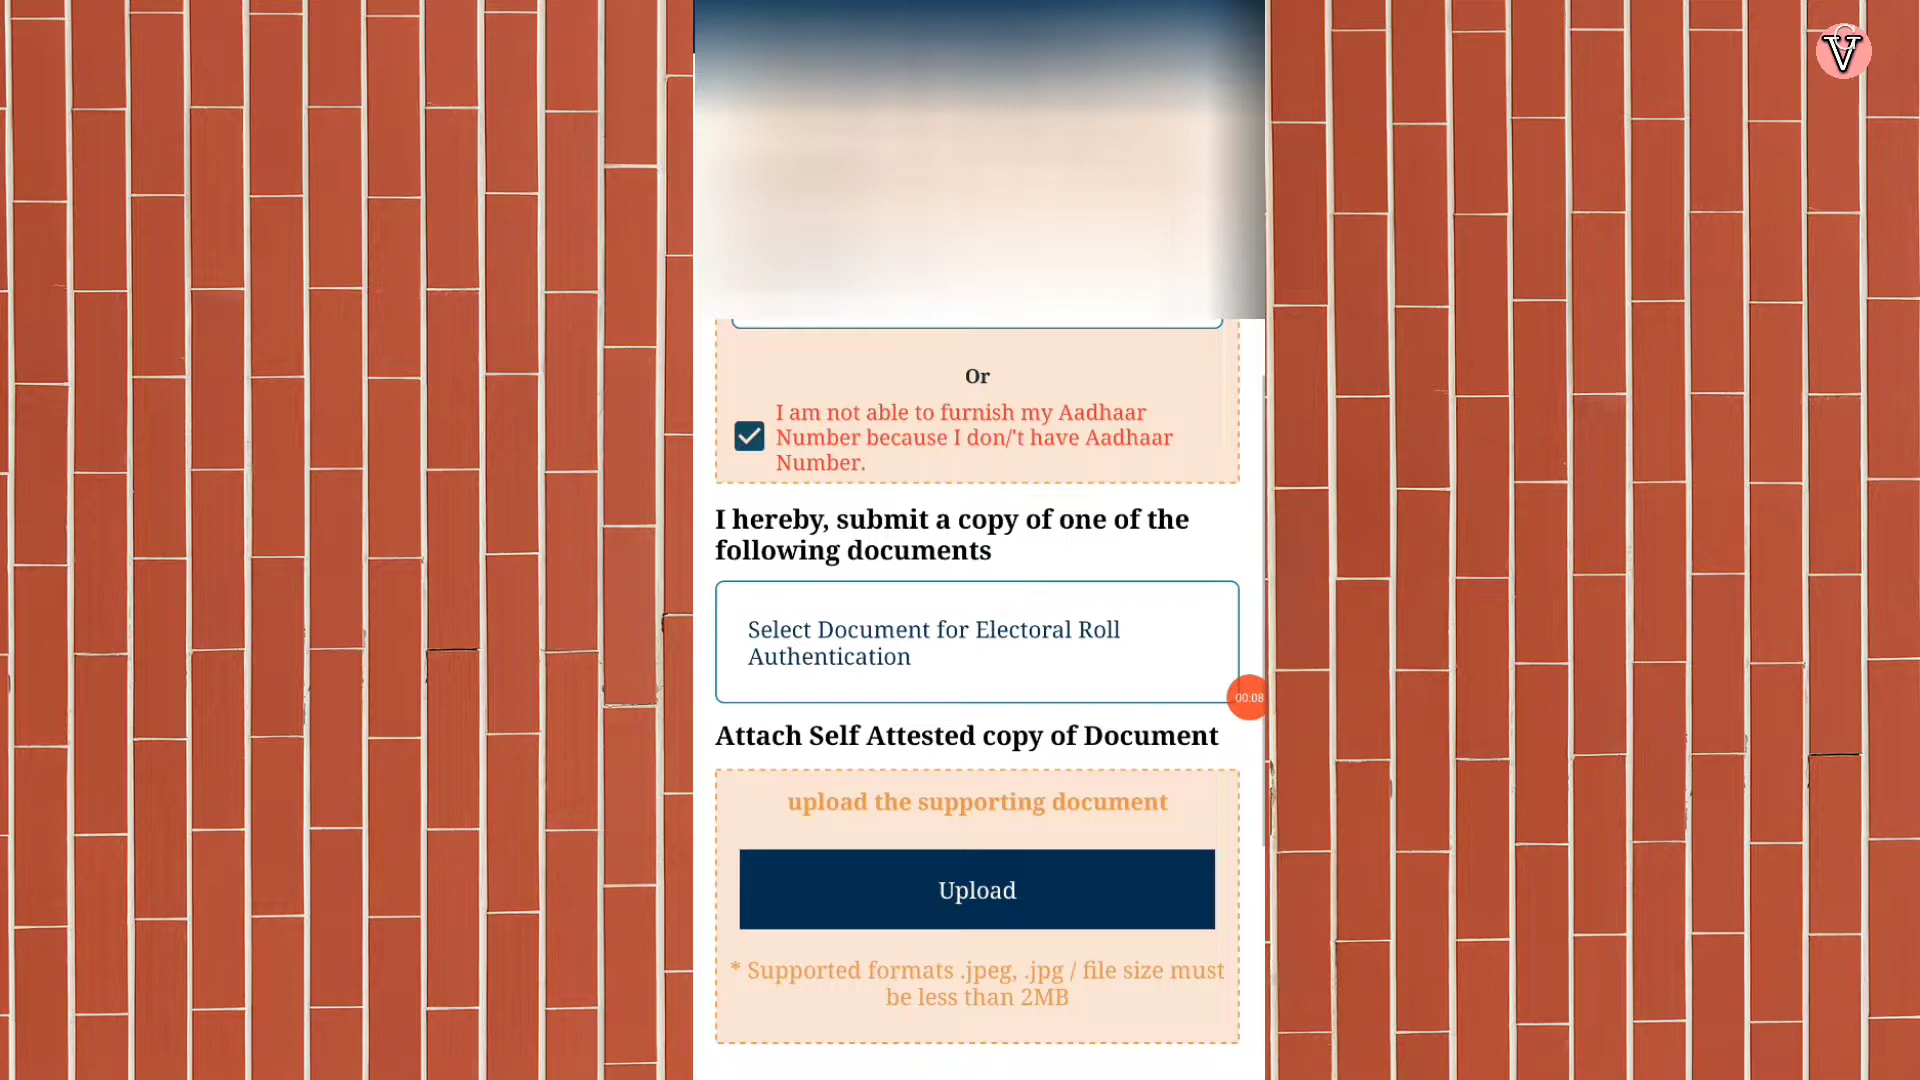 Or
I am not able to furnish my Aadhaar
Number because I don/'t have Aadhaar
Number.
I hereby, submit a copy of one of the
following documents
Select Document for Electoral Roll
Authentication
00:08
Attach Self Attested copy of Document
upload the supporting document
Upload
* Supported formats .jpeg, .jpg / file size must
be less than 2MB